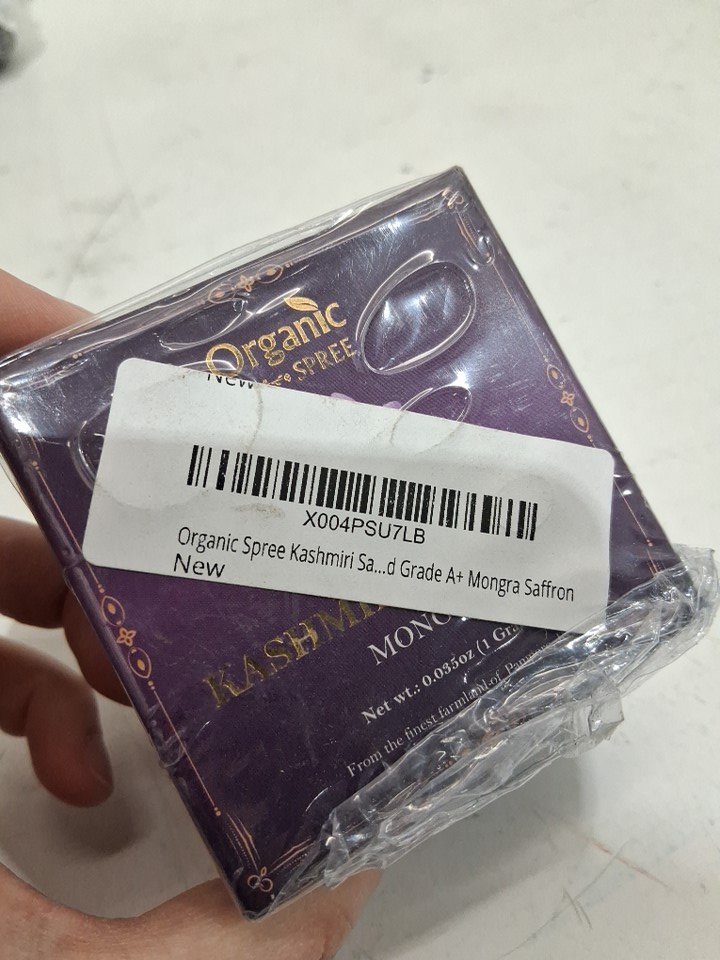 Organic
SPREE
New
X004PSU7LB
Organic Spree Kashmiri Sa...d Grade A+ Mongra Saffron
New
Net wt.: 0.035oz (1
From the finest farmland of